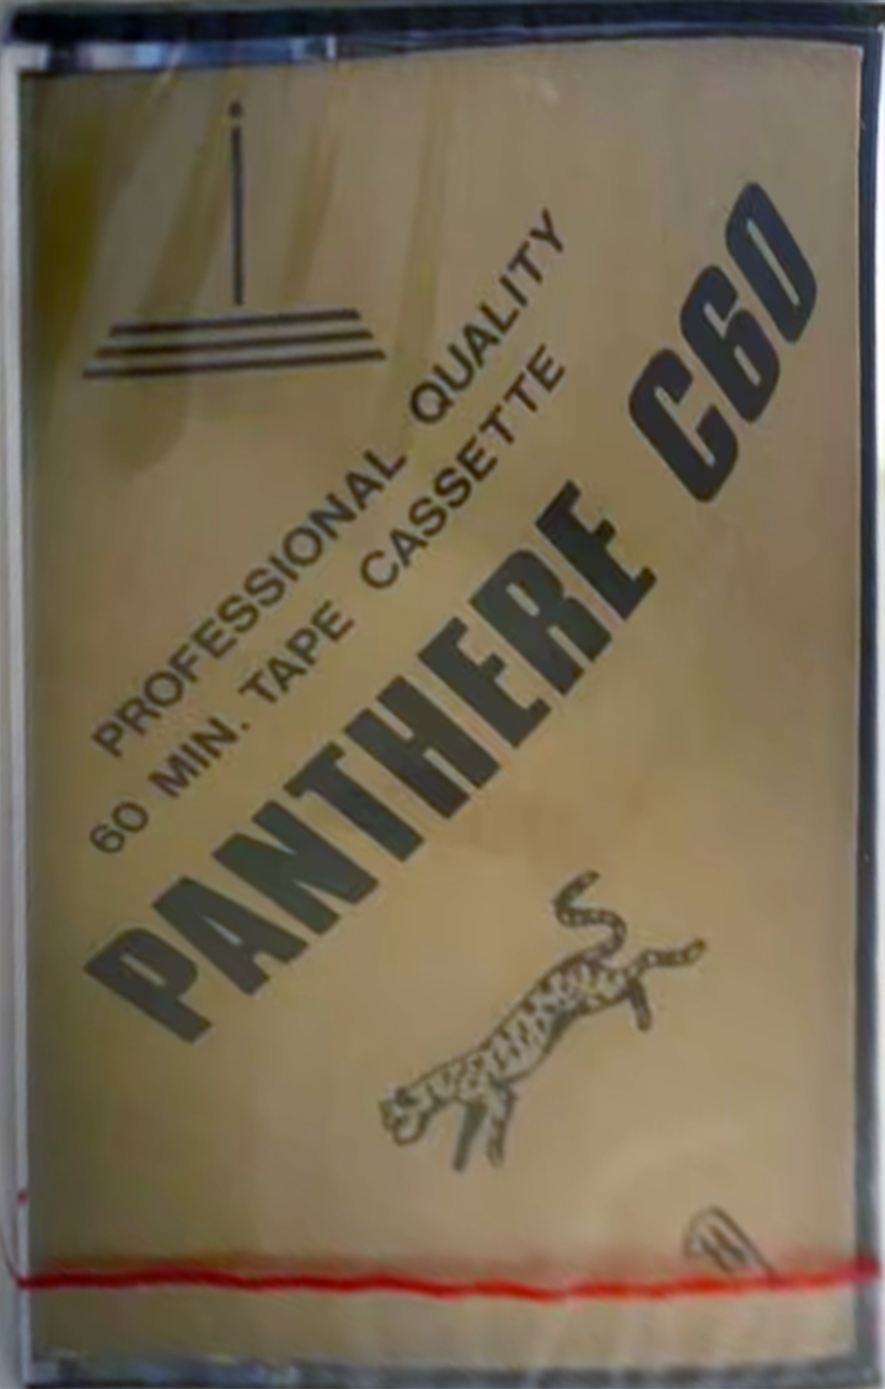 PROFESSIONAL QUALITY
60 MIN. TAPE CASSETTE
PANTHERE C60